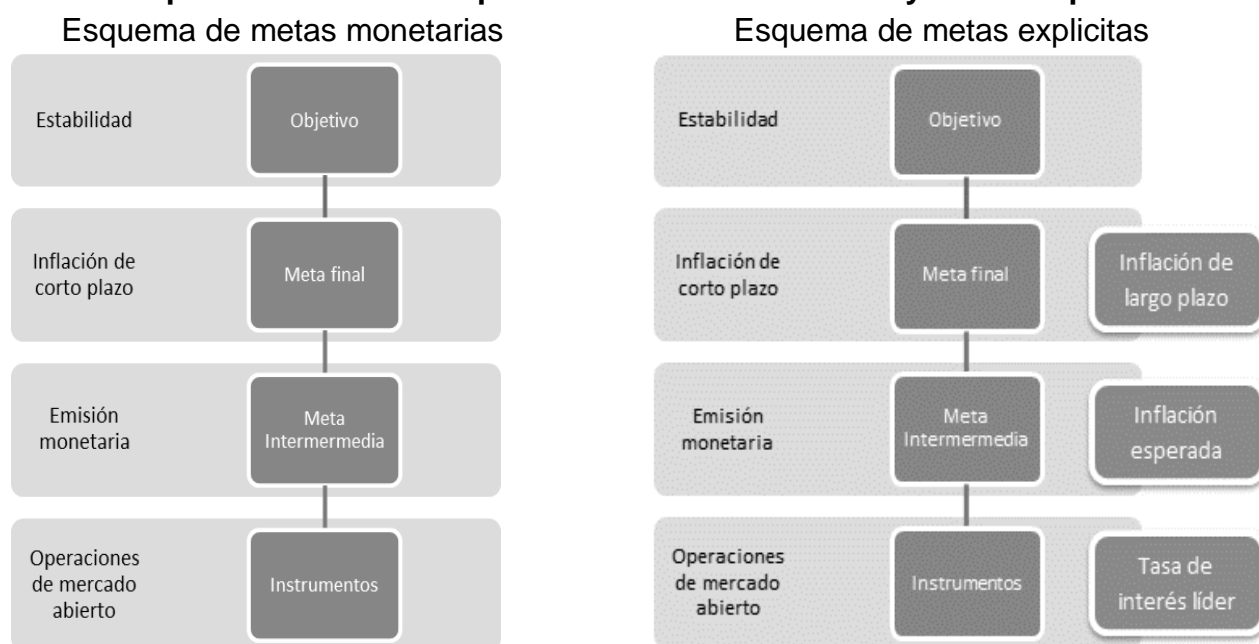 Esquema de metas monetarias
Estabilidad
Objetivo
Inflación de
corto plazo
Meta final
Emisión
monetaria
Meta
Intermermedia
Operaciones
de mercado
abierto
Instrumentos
Esquema de metas explicitas
Estabilidad
Objetivo
Inflación de
corto plazo
Meta final
Inflación de
largo plazo
Emisión
monetaria
Meta
Intermermedia
Inflación
esperada
Operaciones
de mercado
abierto
Instrumentos
Tasa de
interés líder